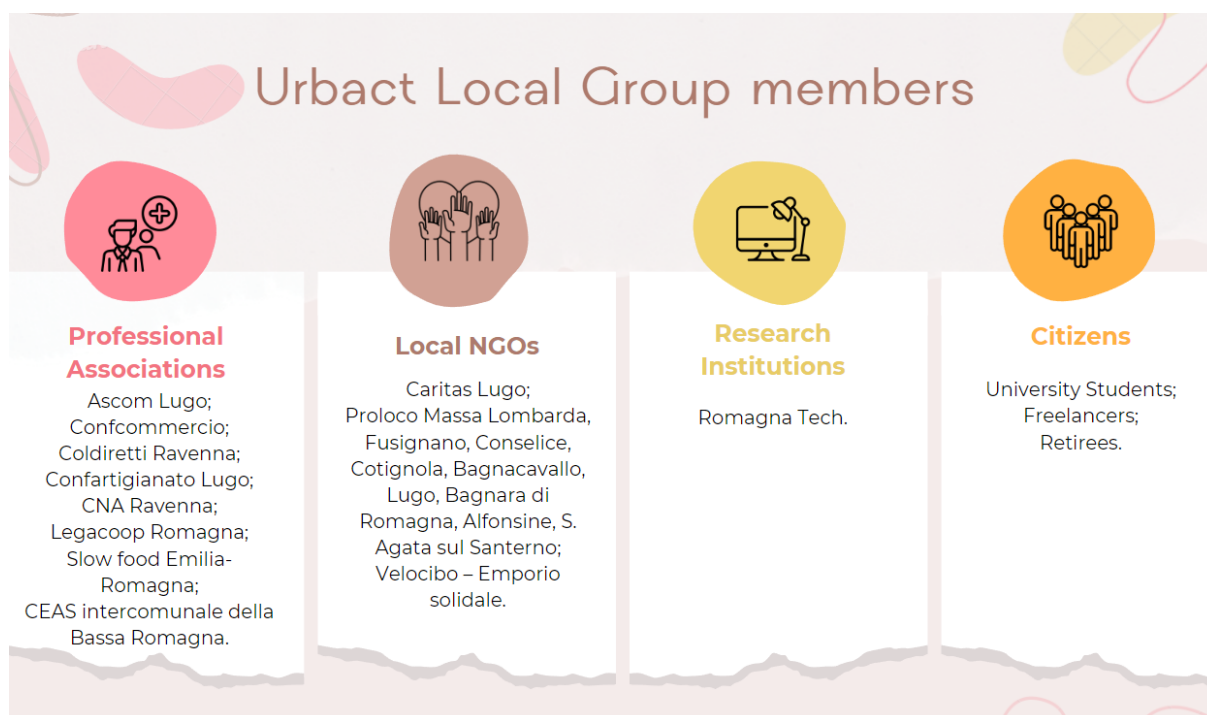 Urbact Local Group members
Professional
Associations
Ascom Lugo;
Confcommercio;
Coldiretti Ravenna;
Confartigianato Lugo;
CNA Ravenna;
Legacoop Romagna;
Slow food Emilia-
Romagna;
CEAS intercomunale della
Bassa Romagna.
Local NGOs
Caritas Lugo;
Proloco Massa Lombarda,
Fusignano, Conselice,
Cotignola, Bagnacavallo,
Lugo, Bagnara di
Romagna, Alfonsine, S.
Agata sul Santerno;
Velocibo – Emporio
solidale.
Research
Institutions
Romagna Tech.
Citizens
University Students;
Freelancers;
Retirees.